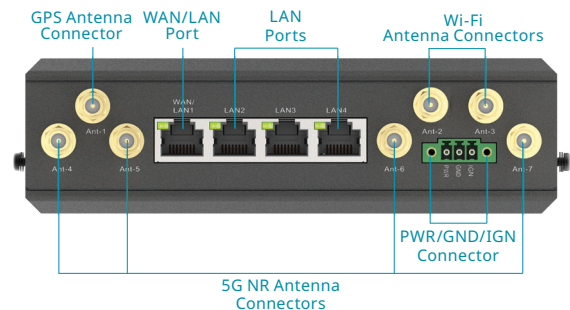 GPS Antenna
Connector
WAN/LAN
Port
LAN
Ports
Wi-Fi
Antenna Connectors
WAN/
LAN1
LAN2
LAN3
LAN4
Ant-1
Ant-2
Ant-3
Ant-4
Ant-5
Ant-6
Ant-7
PWR
GND
IGN
PWR/GND/IGN
Connector
5G NR Antenna
Connectors